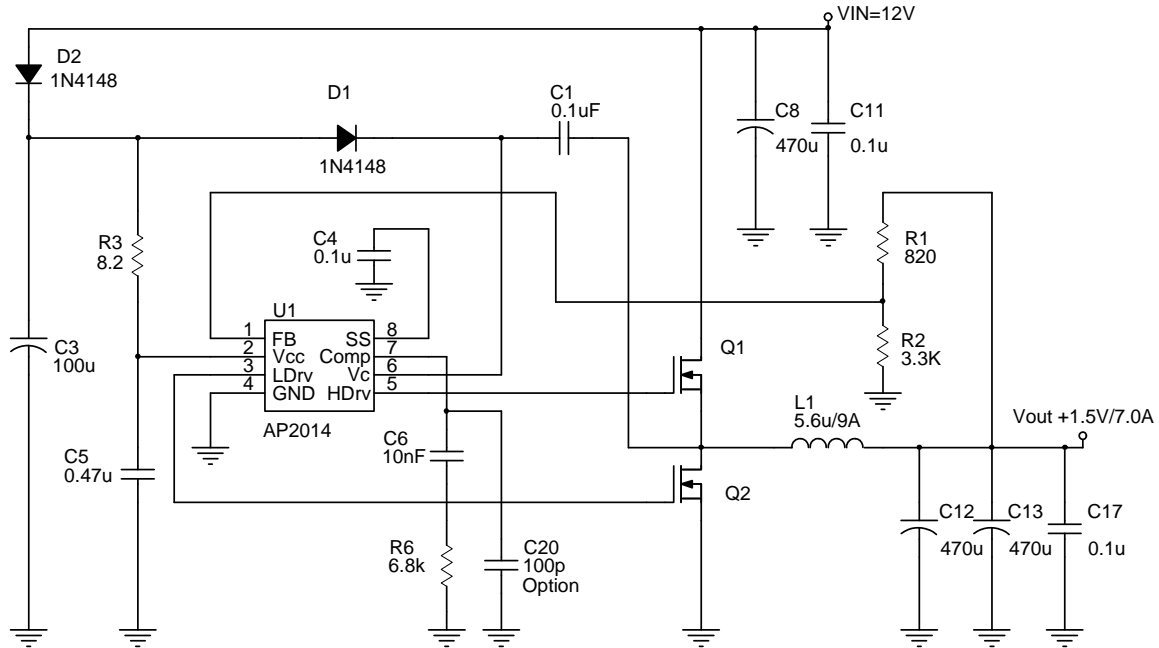 VIN=12V
D2
1N4148
D1
1N4148
C1
0.1uF
C8
470u
C11
0.1u
R3
8.2
C4
0.1u
R1
820
U1
1
2
3
4
FB
Vcc
LDrv
GND
SS
Comp
Vc
HDrv
8
7
6
5
AP2014
C3
100u
R2
3.3K
Q1
L1
5.6u/9A
Vout +1.5V/7.0A
C5
0.47u
C6
10nF
Q2
R6
6.8k
C20
100p
Option
C12
470u
C13
470u
C17
0.1u